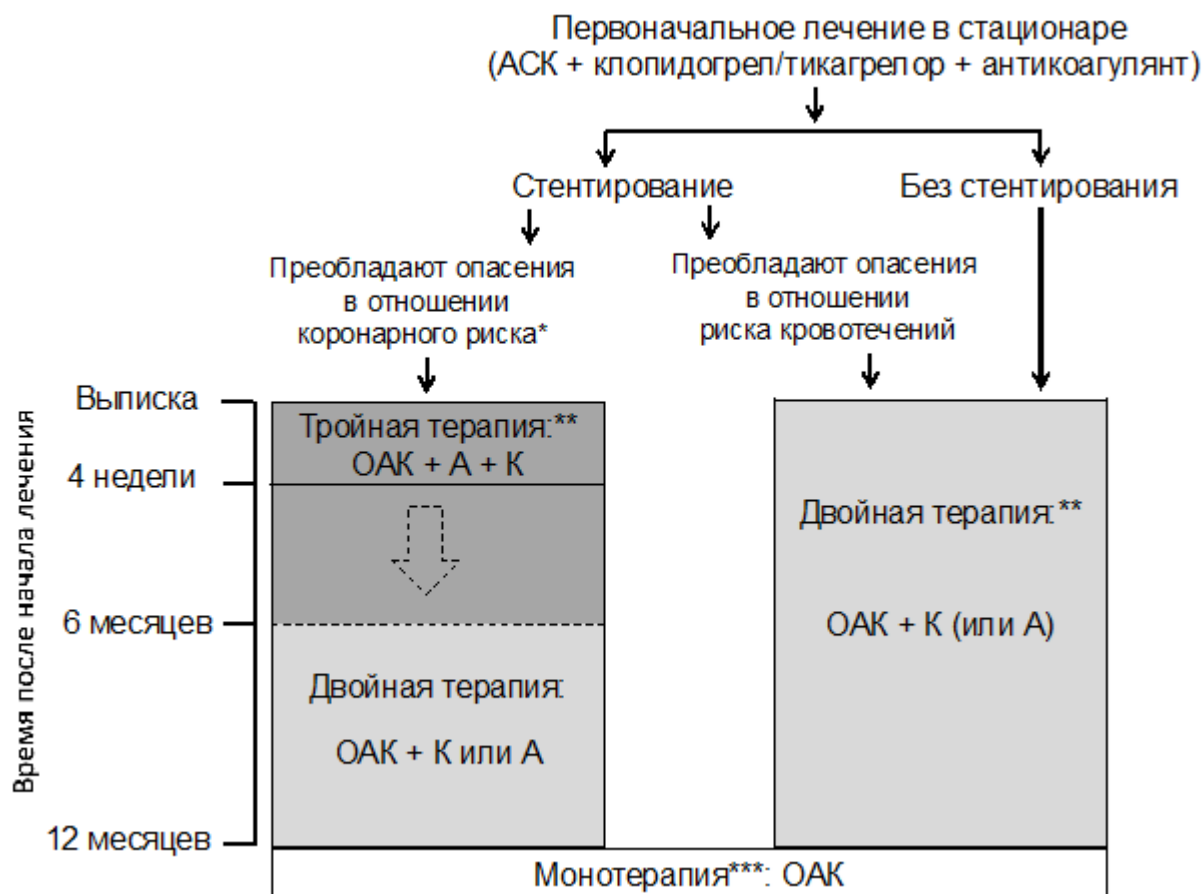 Первоначальное лечение в стационаре
(АСК + клопидогрел/тикагрелор + антикоагулянт)
Стентирование
Без стентирования
Преобладают опасения
в отношении
коронарного риска*
Преобладают опасения
в отношении
риска кровотечений
Время после начала лечения
Выписка
4 недели
6 месяцев
12 месяцев
Тройная терапия:**
ОАК + А + К
Двойная терапия:
ОАК + К или А
Двойная терапия:**
ОАК + К (или А)
Монотерапия***: ОАК